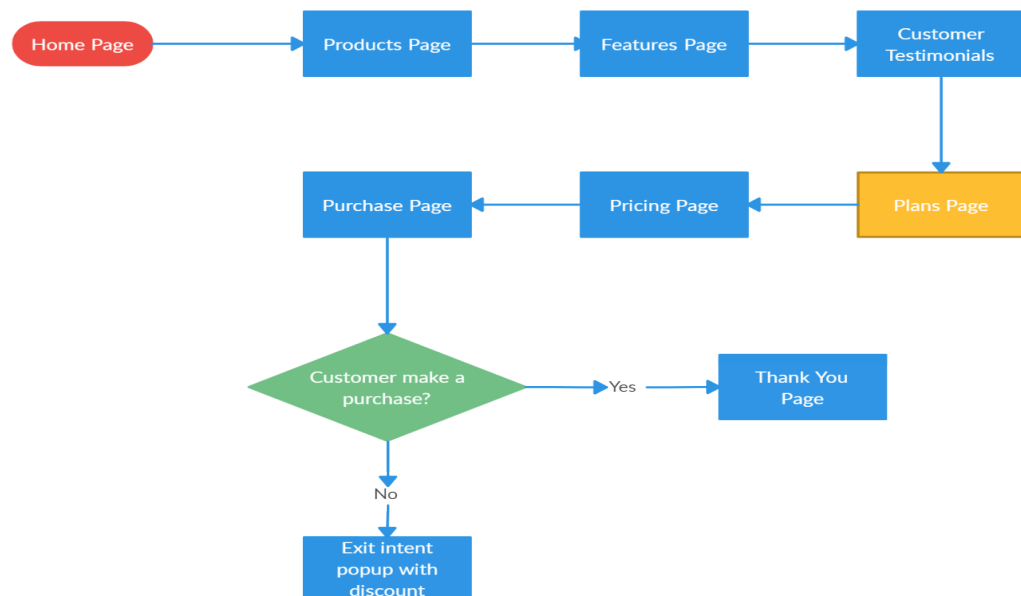 Home Page
Products Page
Features Page
Customer
Testimonials
Purchase Page
Pricing Page
Plans Page
Customer make a
purchase?
Yes
Thank You
Page
No
Exit intent
popup with
discount